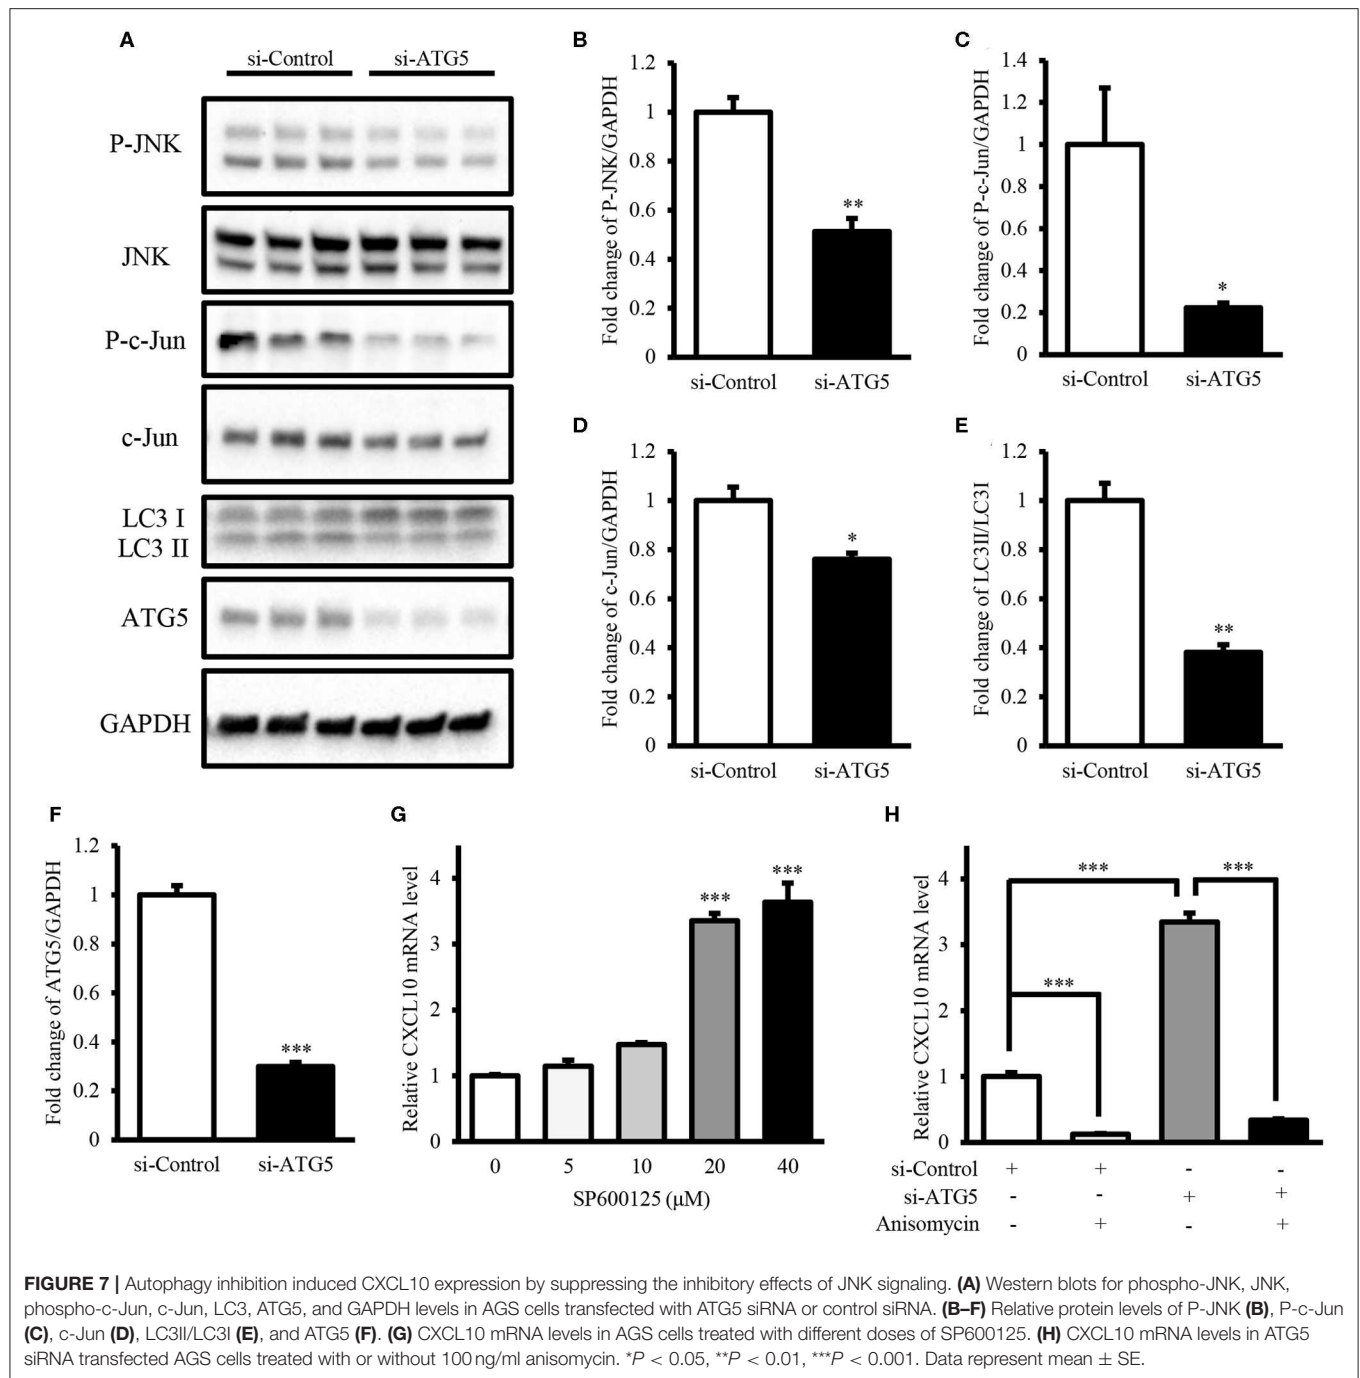 A
si-Control si-ATG5
P-JNK
JNK
P-c-Jun
c-Jun
LC3 I
LC3 II
ATG5
GAPDH
B
Fold change of P-JNK/GAPDH
1.2
1
0.8
0.6
0.4
0.2
0
**
si-Control si-ATG5
C
Fold change of P-c-Jun/GAPDH
1.4
1.2
1
0.8
0.6
0.4
0.2
0
*
si-Control si-ATG5
D
Fold change of c-Jun/GAPDH
1.2
1
0.8
0.6
0.4
0.2
0
*
si-Control si-ATG5
E
Fold change of LC3II/LC3I
1.2
1
0.8
0.6
0.4
0.2
0
**
si-Control si-ATG5
F
Fold change of ATG5/GAPDH
1.2
1
0.8
0.6
0.4
0.2
0
***
si-Control si-ATG5
G
Relative CXCL10 mRNA level
4
3
2
1
0
*** ***
0 5 10 20 40
SP600125 (μM)
H
Relative CXCL10 mRNA level
4
3
2
1
0
*** ***
***
si-Control + + - -
si-ATG5 - - + +
Anisomycin - + - +
FIGURE 7 | Autophagy inhibition induced CXCL10 expression by suppressing the inhibitory effects of JNK signaling. (A) Western blots for phospho-JNK, JNK,
phospho-c-Jun, c-Jun, LC3, ATG5, and GAPDH levels in AGS cells transfected with ATG5 siRNA or control siRNA. (B–F) Relative protein levels of P-JNK (B), P-c-Jun
(C), c-Jun (D), LC3II/LC3I (E), and ATG5 (F). (G) CXCL10 mRNA levels in AGS cells treated with different doses of SP600125. (H) CXCL10 mRNA levels in ATG5
siRNA transfected AGS cells treated with or without 100 ng/ml anisomycin. *P < 0.05, **P < 0.01, ***P < 0.001. Data represent mean ± SE.